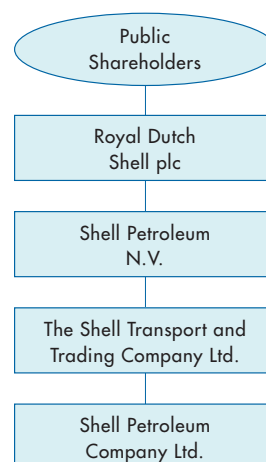 Public
Shareholders
Royal Dutch
Shell plc
Shell Petroleum
N.V.
The Shell Transport and
Trading Company Ltd.
Shell Petroleum
Company Ltd.